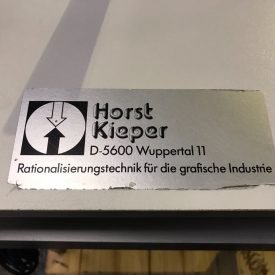 Horst
Kieper
D-5600 Wuppertal 11
Rationalisierungstechnik für die grafische Industrie